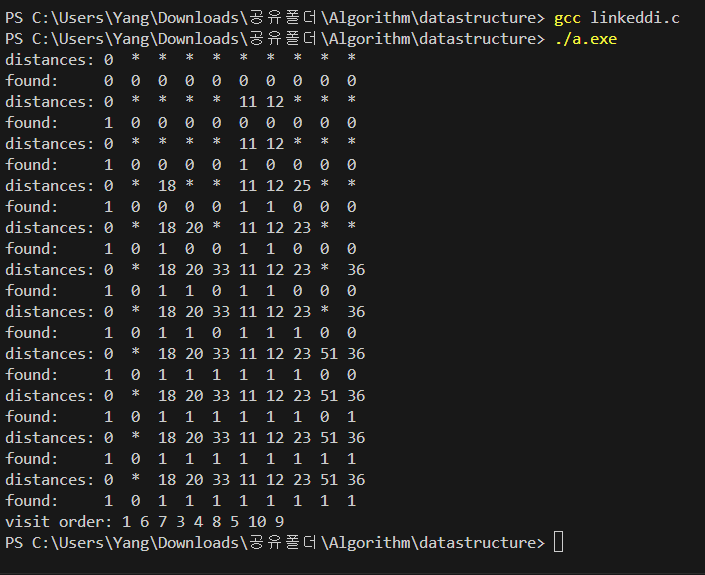 PS C:\Users\Yang\Downloads\공유폴더\Algorithm\datastructure> gcc linkeddi.c
PS C:\Users\Yang\Downloads\공유폴더\Algorithm\datastructure> ./a.exe
distances: 0 * * * * * * * * *
found: 0 0 0 0 0 0 0 0 0 0
distances: 0 * * * * 11 12 * * *
found: 1 0 0 0 0 0 0 0 0 0
distances: 0 * * * * 11 12 * * *
found: 1 0 0 0 0 1 0 0 0 0
distances: 0 * 18 * * 11 12 25 * *
found: 1 0 0 0 0 1 1 0 0 0
distances: 0 * 18 20 * 11 12 23 * *
found: 1 0 1 0 0 1 1 0 0 0
distances: 0 * 18 20 33 11 12 23 * 36
found: 1 0 1 1 0 1 1 0 0 0
distances: 0 * 18 20 33 11 12 23 * 36
found: 1 0 1 1 0 1 1 1 0 0
distances: 0 * 18 20 33 11 12 23 51 36
found: 1 0 1 1 1 1 1 1 0 0
distances: 0 * 18 20 33 11 12 23 51 36
found: 1 0 1 1 1 1 1 1 0 1
distances: 0 * 18 20 33 11 12 23 51 36
found: 1 0 1 1 1 1 1 1 1 1
distances: 0 * 18 20 33 11 12 23 51 36
found: 1 0 1 1 1 1 1 1 1 1
visit order: 1 6 7 3 4 8 5 10 9
PS C:\Users\Yang\Downloads\공유폴더\Algorithm\datastructure>